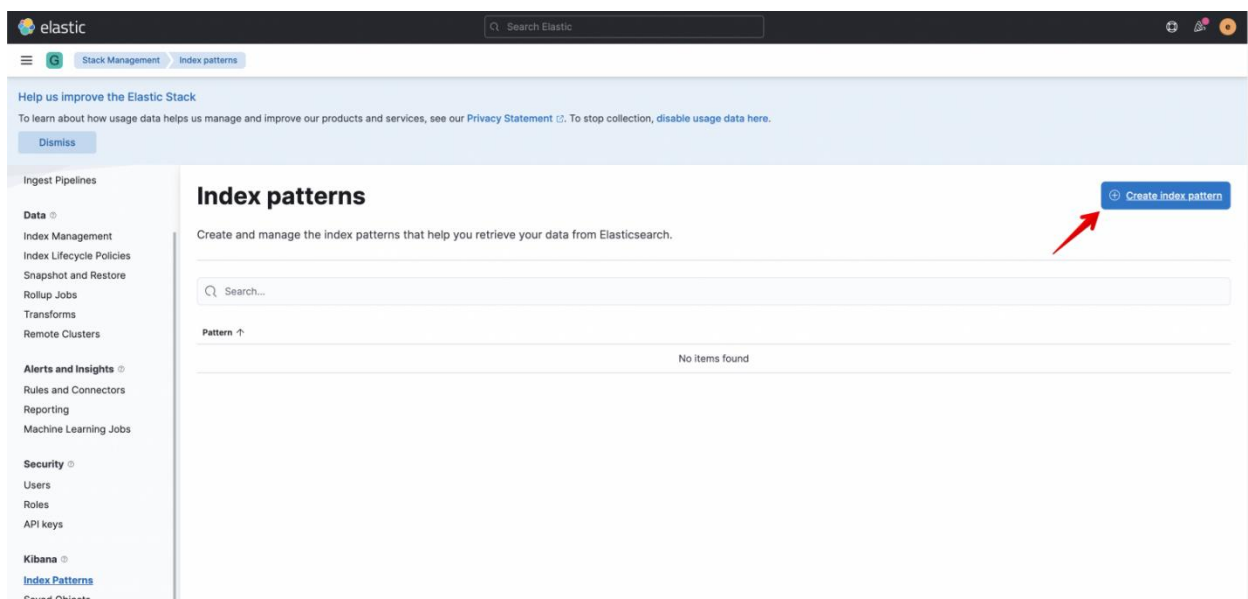 elastic
Search Elastic
e
G
Stack Management
Index patterns
Help us improve the Elastic Stack
To learn about how usage data helps us manage and improve our products and services, see our Privacy Statement. To stop collection, disable usage data here.
Dismiss
Ingest Pipelines
Data
Index Management
Index Lifecycle Policies
Snapshot and Restore
Rollup Jobs
Transforms
Remote Clusters
Alerts and Insights
Rules and Connectors
Reporting
Machine Learning Jobs
Security
Users
Roles
API keys
Kibana
Index Patterns
Saved Objects
Index patterns
Create index pattern
Create and manage the index patterns that help you retrieve your data from Elasticsearch.
Search...
Pattern ↑
No items found